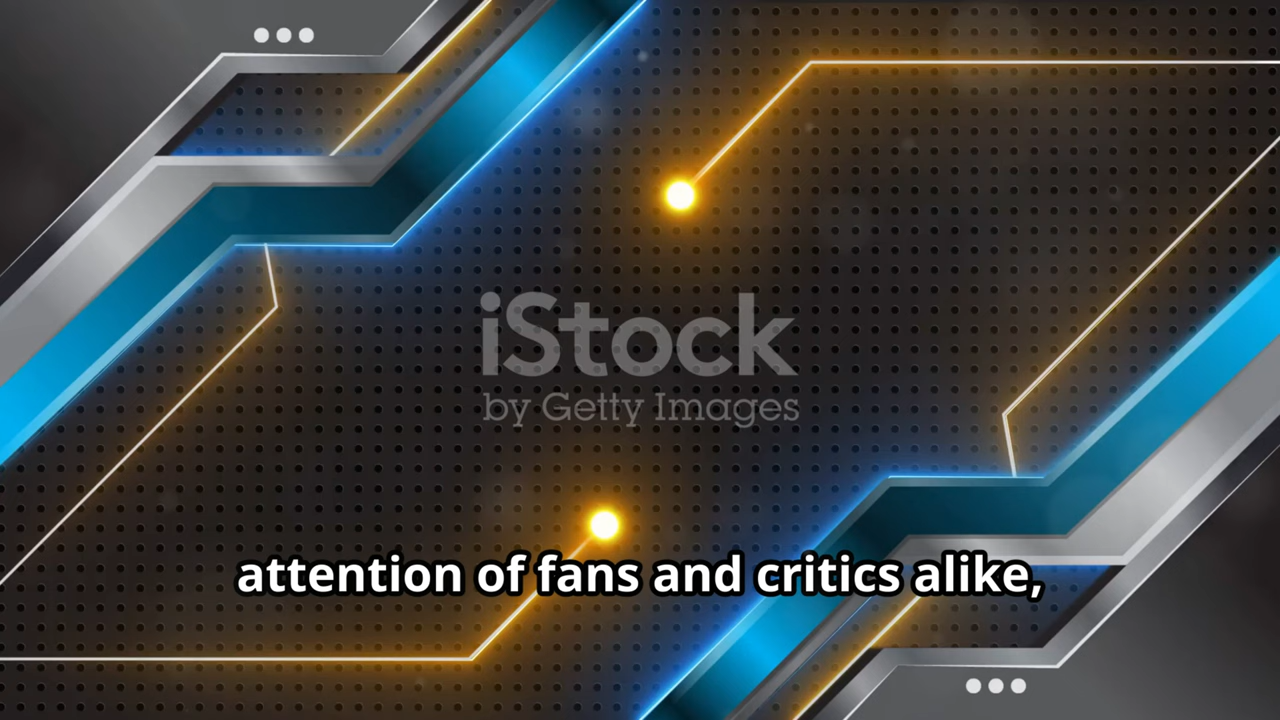 iStock
by Getty Images
attention of fans and critics alike,